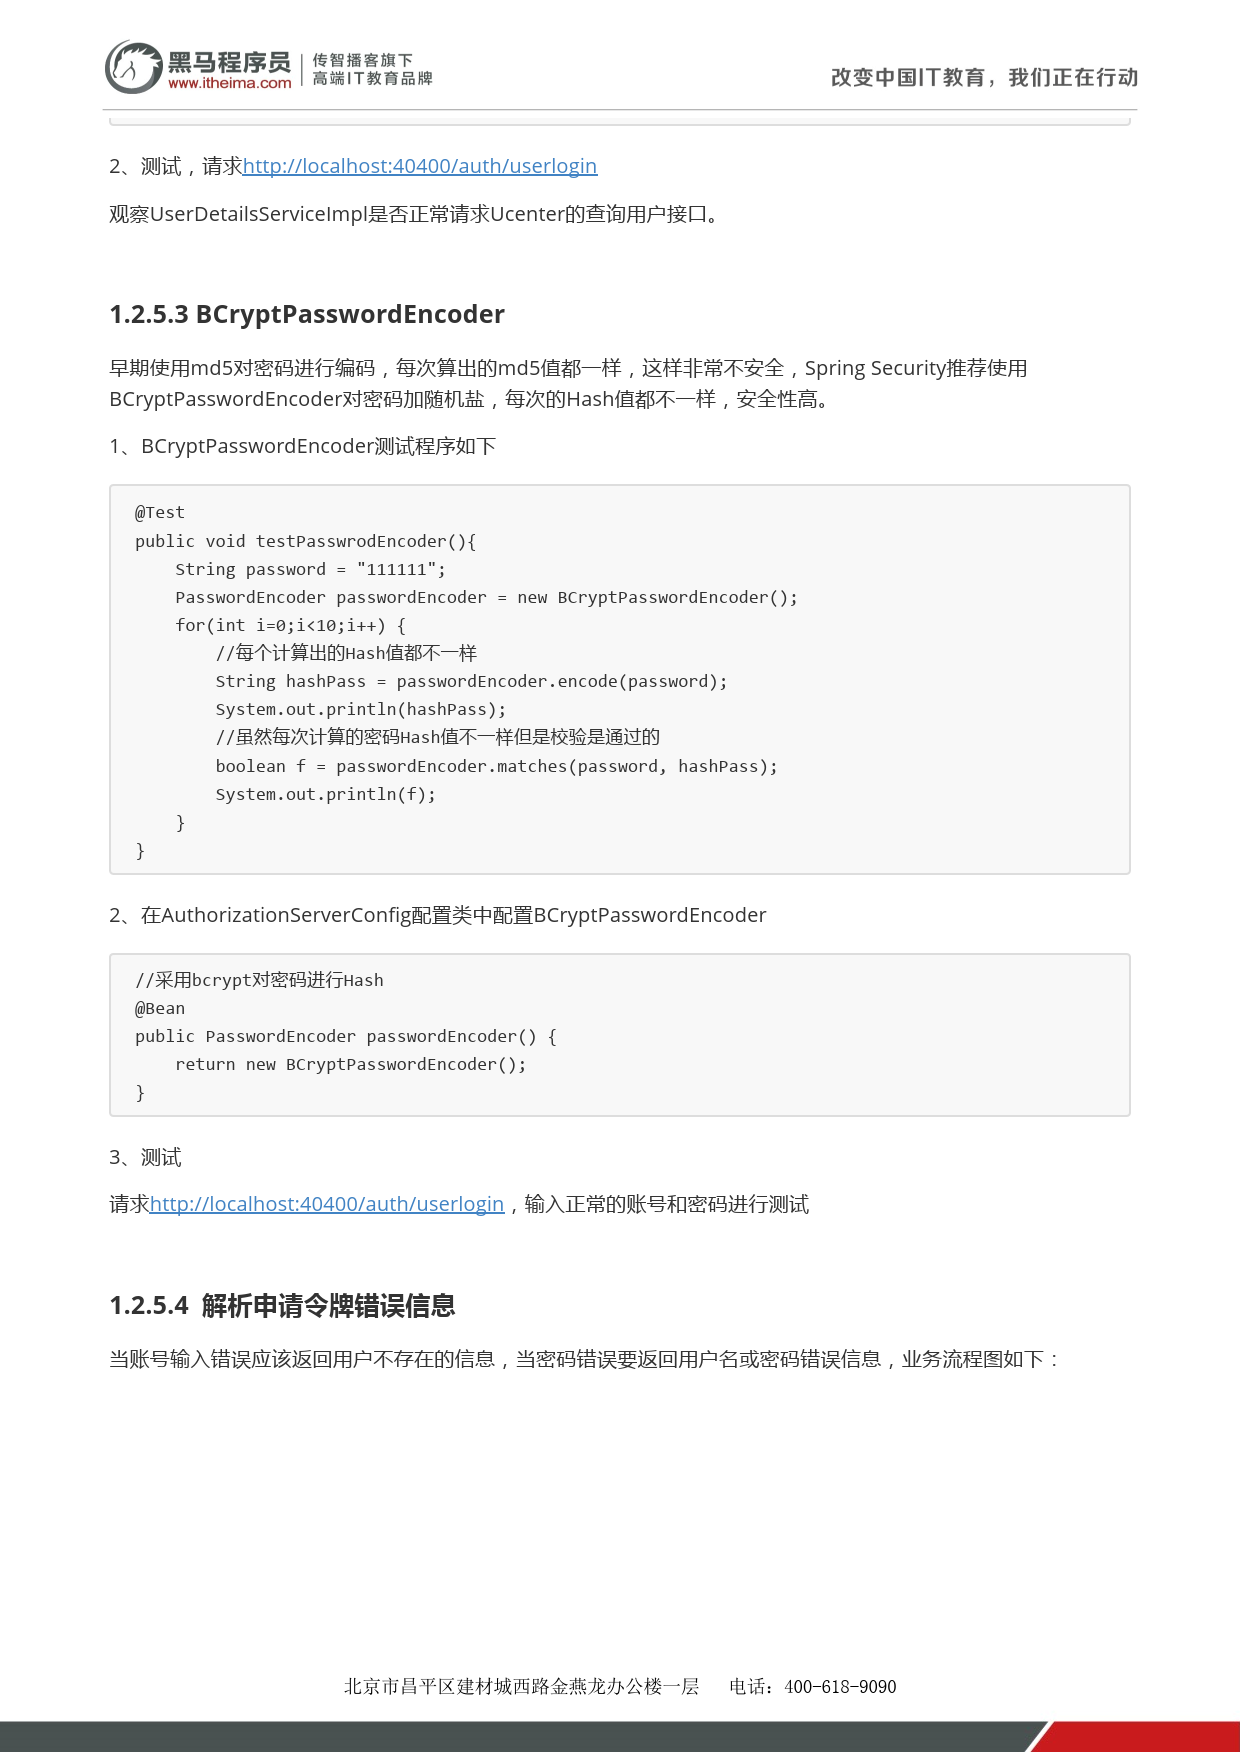 黑马程序员
www.itheima.com
传智播客旗下
高端IT教育品牌
改变中国IT教育，我们正在行动
2、测试，请求http://localhost:40400/auth/userlogin
观察UserDetailsServiceImpl是否正常请求Ucenter的查询用户接口。
1.2.5.3 BCryptPasswordEncoder
早期使用md5对密码进行编码，每次算出的md5值都一样，这样非常不安全，Spring Security推荐使用
BCryptPasswordEncoder对密码加随机盐，每次的Hash值都不一样，安全性高。
1、BCryptPasswordEncoder测试程序如下
@Test
public void testPasswrodEncoder(){
    String password = "111111";
    PasswordEncoder passwordEncoder = new BCryptPasswordEncoder();
    for(int i=0;i<10;i++) {
        //每个计算出的Hash值都不一样
        String hashPass = passwordEncoder.encode(password);
        System.out.println(hashPass);
        //虽然每次计算的密码Hash值不一样但是校验是通过的
        boolean f = passwordEncoder.matches(password, hashPass);
        System.out.println(f);
    }
}
2、在AuthorizationServerConfig配置类中配置BCryptPasswordEncoder
//采用bcrypt对密码进行Hash
@Bean
public PasswordEncoder passwordEncoder() {
    return new BCryptPasswordEncoder();
}
3、测试
请求http://localhost:40400/auth/userlogin，输入正常的账号和密码进行测试
1.2.5.4 解析申请令牌错误信息
当账号输入错误应该返回用户不存在的信息，当密码错误要返回用户名或密码错误信息，业务流程图如下：
北京市昌平区建材城西路金燕龙办公楼一层 电话：400-618-9090